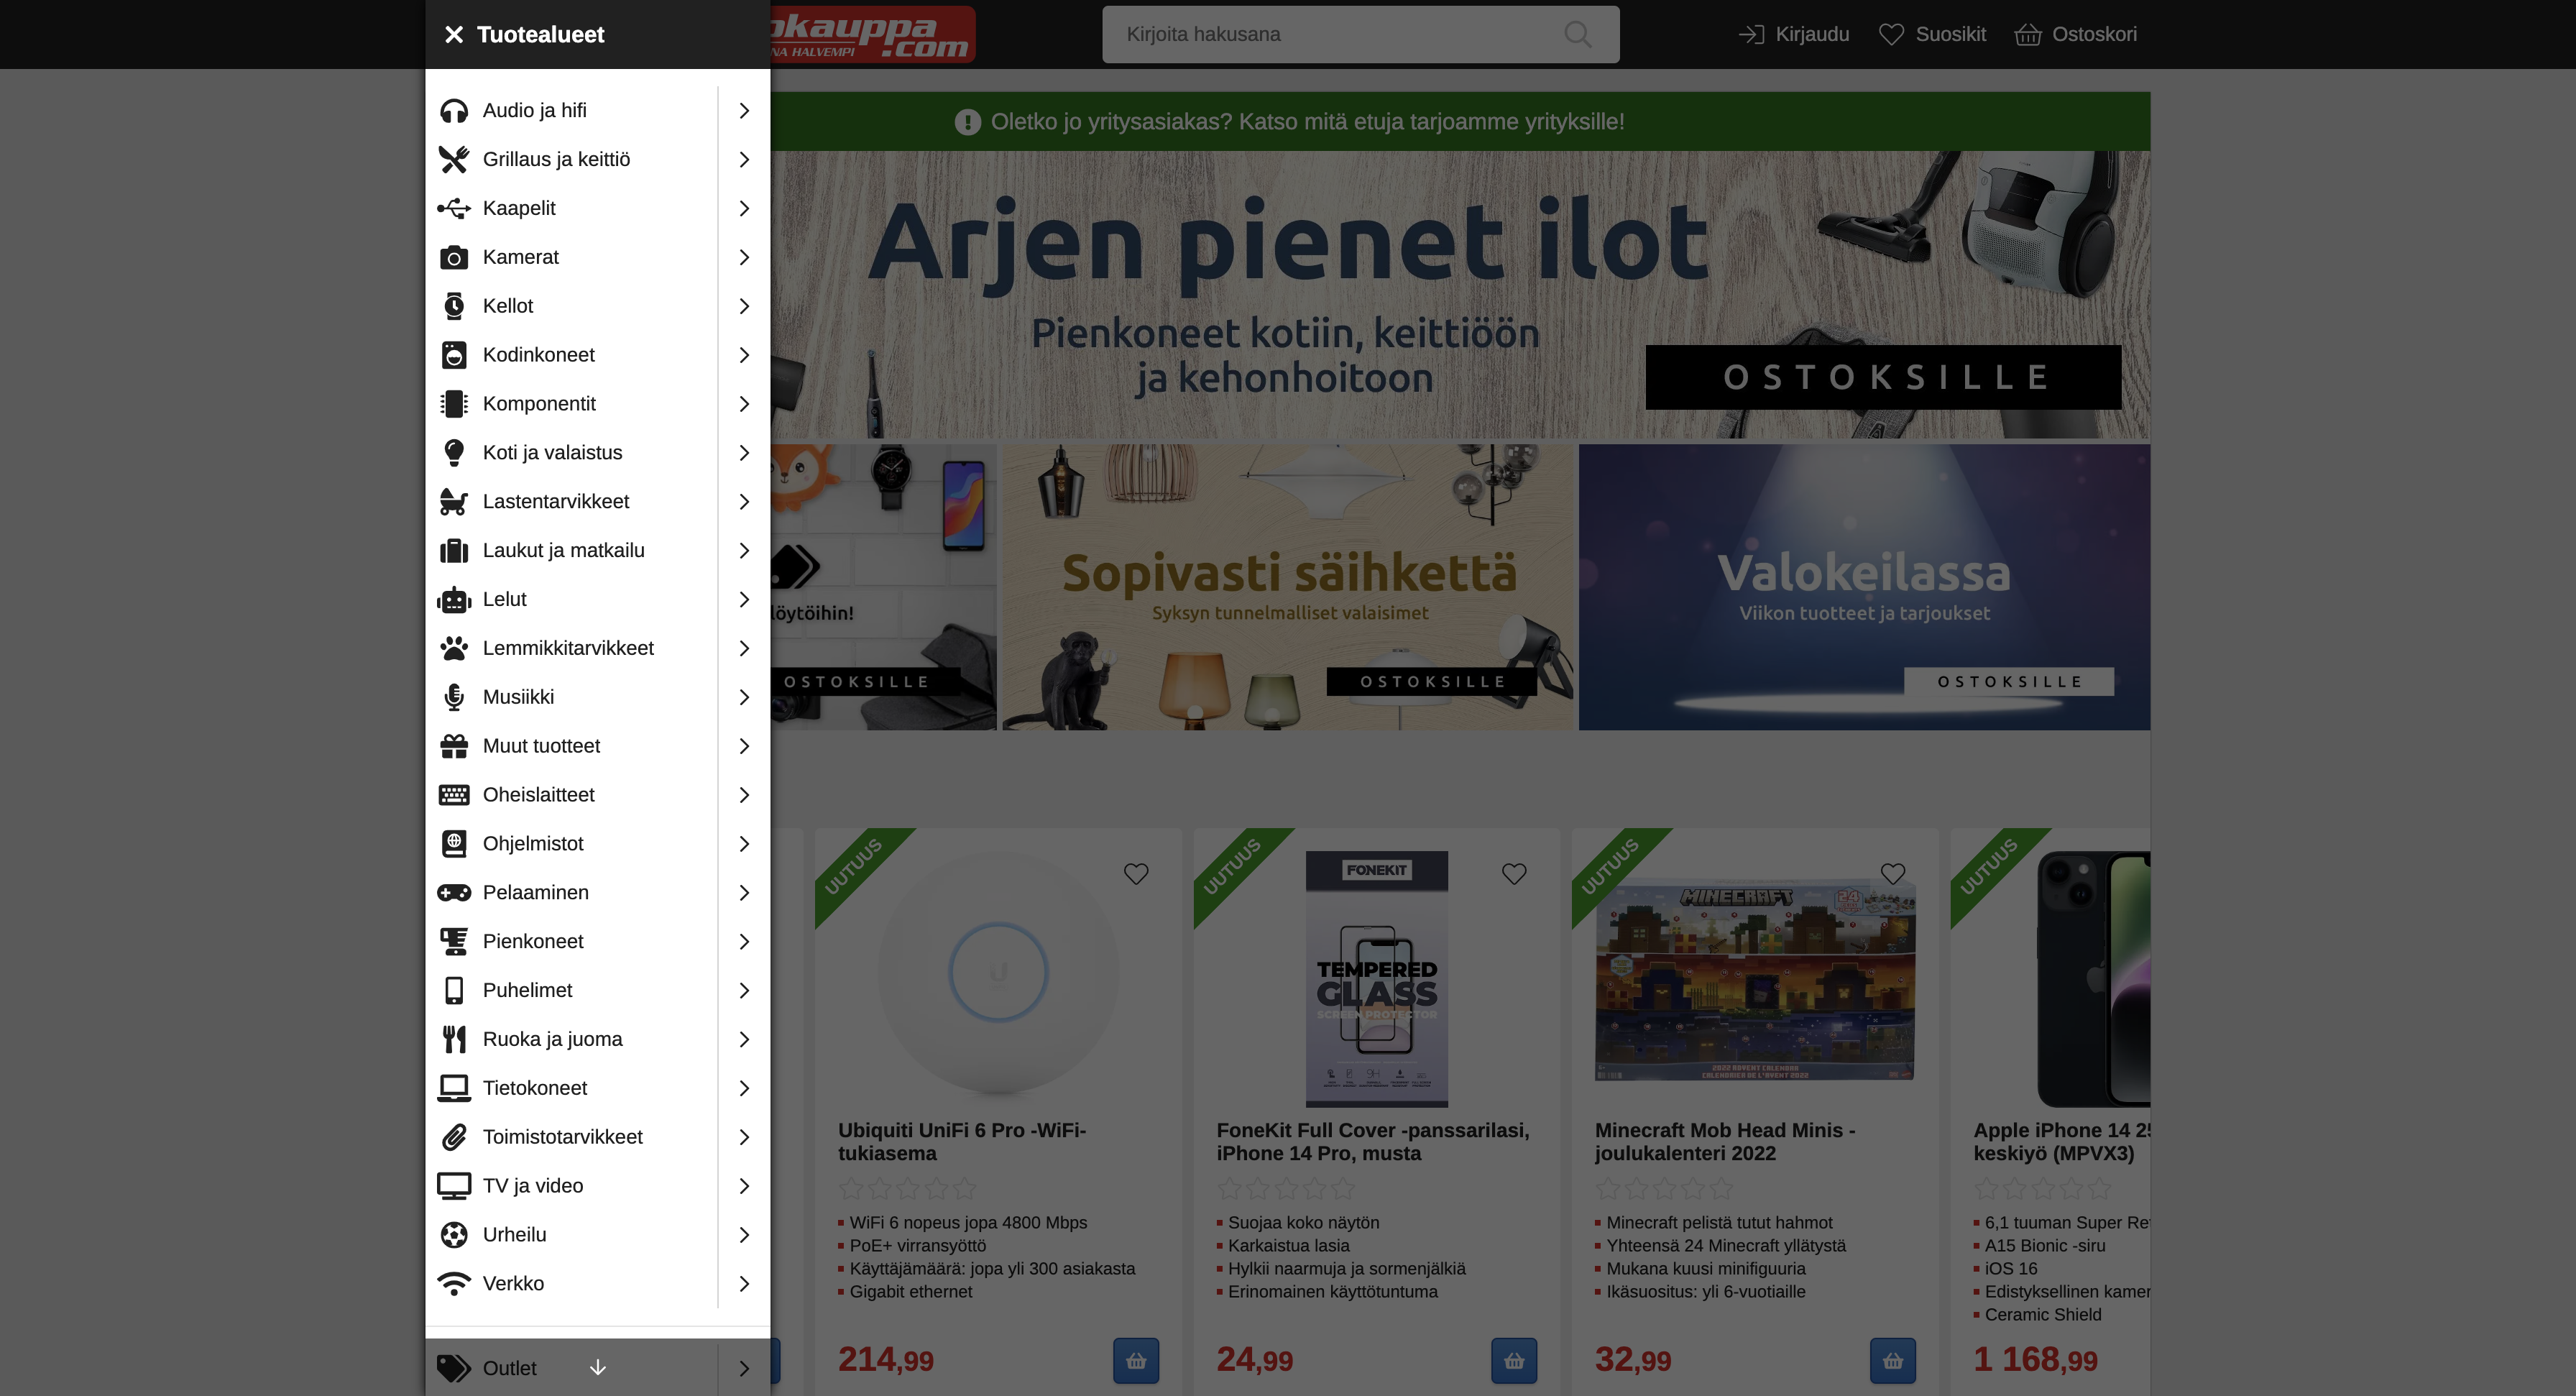 Tuotealueet
okauppa
NA HALVEMPI .com
Kirjoita hakusana
Kirjaudu
Suosikit
Ostoskori
Audio ja hifi
Grillaus ja keittiö
Kaapelit
Kamerat
Kellot
Kodinkoneet
Komponentit
Koti ja valaistus
Lastentarvikkeet
Laukut ja matkailu
Lelut
Lemmikkitarvikkeet
Musiikki
Muut tuotteet
Oheislaitteet
Ohjelmistot
Pelaaminen
Pienkoneet
Puhelimet
Ruoka ja juoma
Tietokoneet
Toimistotarvikkeet
TV ja video
Urheilu
Verkko
Outlet
Oletko jo yritysasiakas? Katso mitä etuja tarjoamme yrityksille!
Arjen pienet ilot
Pienkoneet kotiin, keittiöön
ja kehonhoitoon
OSTOKSILLE
löytöihin!
OSTOKSILLE
Sopivasti säihkettä
Syksyn tunnelmalliset valaisimet
OSTOKSILLE
Valokeilassa
Viikon tuotteet ja tarjoukset
OSTOKSILLE
UUTUUS
Ubiquiti UniFi 6 Pro -WiFi-
tukiasema
WiFi 6 nopeus jopa 4800 Mbps
PoE+ virransyöttö
Käyttäjämäärä: jopa yli 300 asiakasta
Gigabit ethernet
214,99
UUTUUS
FONEKIT
TEMPERED
GLASS
SCREEN PROTECTOR
FoneKit Full Cover -panssarilasi,
iPhone 14 Pro, musta
Suojaa koko näytön
Karkaistua lasia
Hylkii naarmuja ja sormenjälkiä
Erinomainen käyttötuntuma
24,99
UUTUUS
MINECRAFT
24
2022 ADVENT CALENDAR
CALENDRIER DE L'AVENT 2022
Minecraft Mob Head Minis -
joulukalenteri 2022
Minecraft pelistä tutut hahmot
Yhteensä 24 Minecraft yllätystä
Mukana kuusi minifiguuria
Ikäsuositus: yli 6-vuotiaille
32,99
UUTUUS
Apple iPhone 14 25
keskiyö (MPVX3)
6,1 tuuman Super Re
A15 Bionic -siru
iOS 16
Edistyksellinen kamer
Ceramic Shield
1 168,99